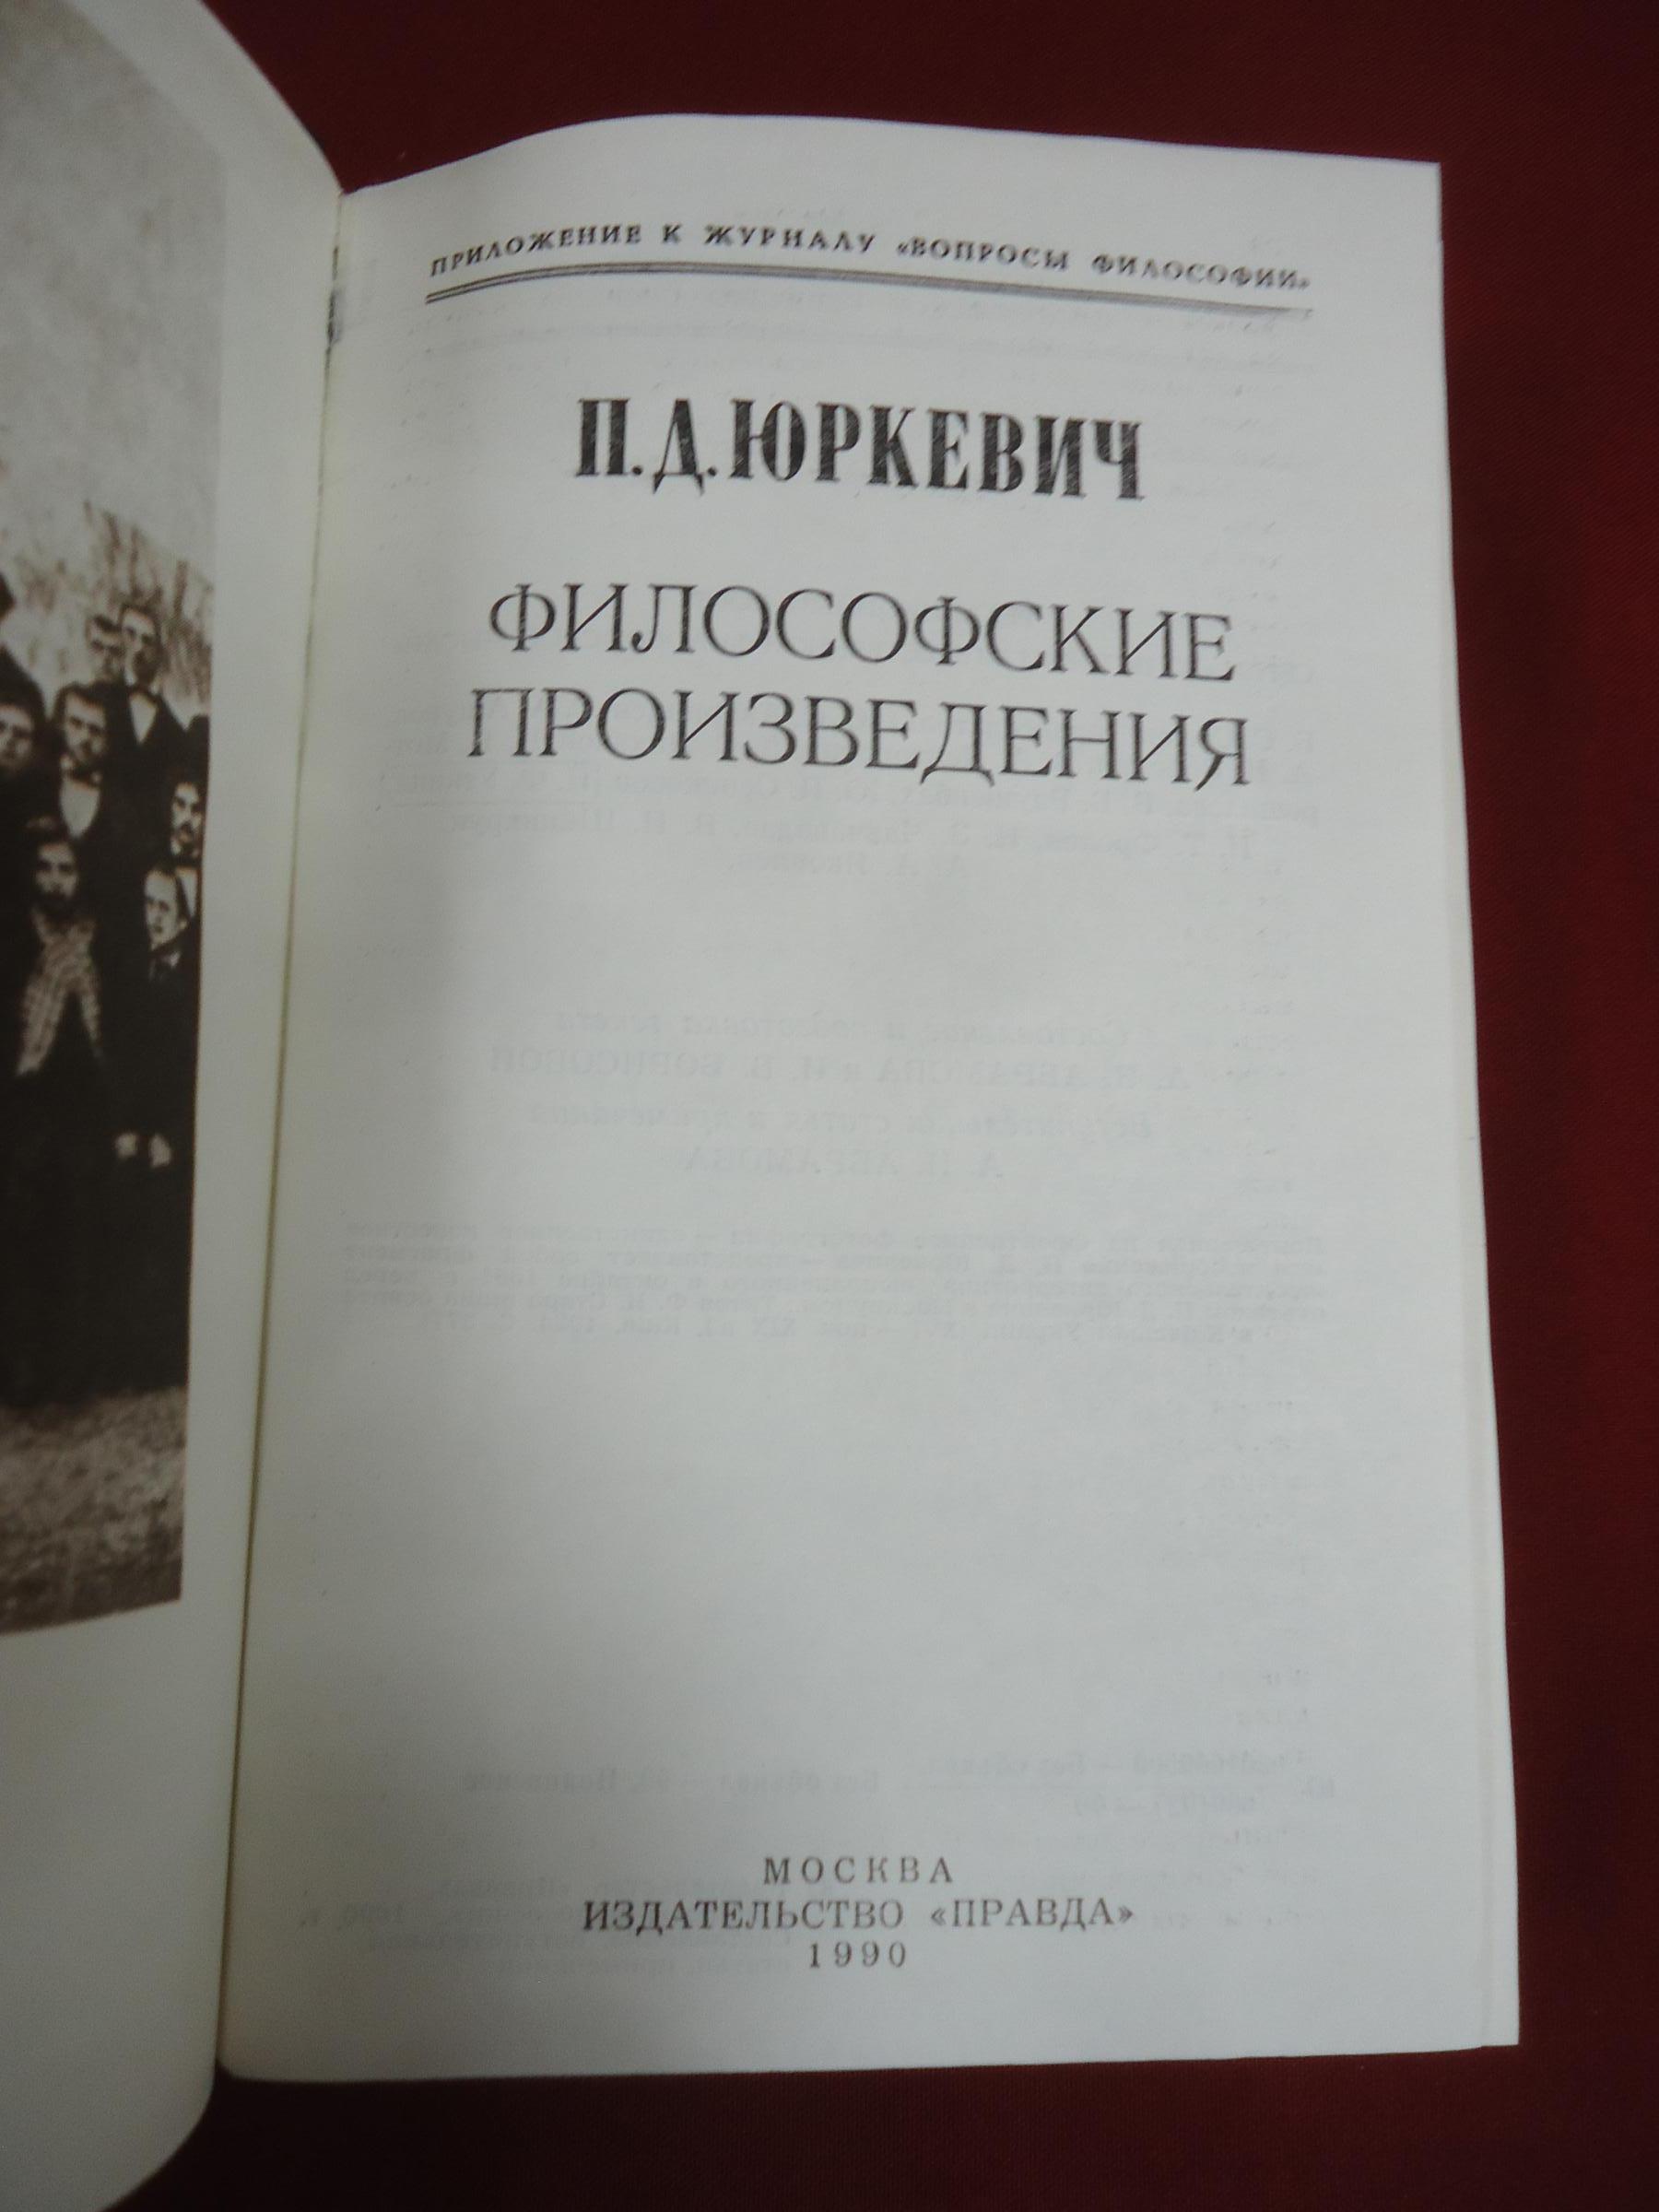 ПРИЛОЖЕНИЕ К ЖУРНАЛУ «ВОПРОСЫ ФИЛОСОФИИ»
П.Д.ЮРКЕВИЧ
ФИЛОСОФСКИЕ
ПРОИЗВЕДЕНИЯ
МОСКВА
ИЗДАТЕЛЬСТВО «ПРАВДА»
1990